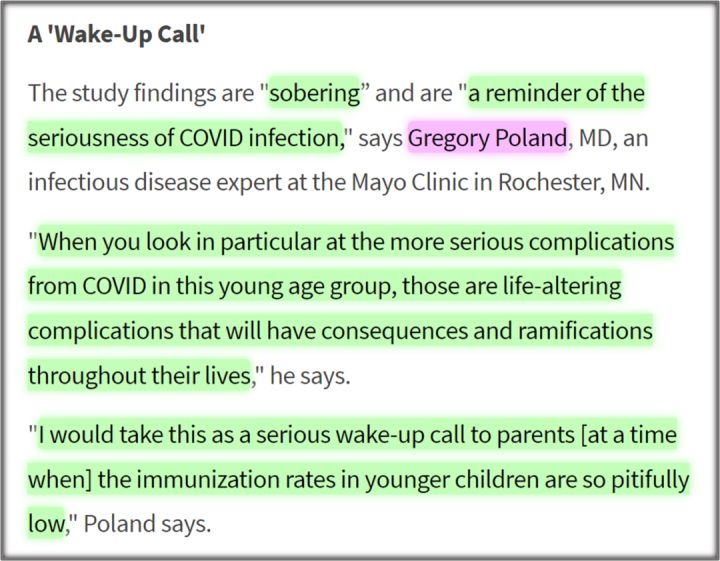 A 'Wake-Up Call'
The study findings are "sobering” and are "a reminder of the
seriousness of COVID infection," says Gregory Poland, MD, an
infectious disease expert at the Mayo Clinic in Rochester, MN.
"When you look in particular at the more serious complications
from COVID in this young age group, those are life-altering
complications that will have consequences and ramifications
throughout their lives," he says.
"I would take this as a serious wake-up call to parents [at a time
when] the immunization rates in younger children are so pitifully
low," Poland says.